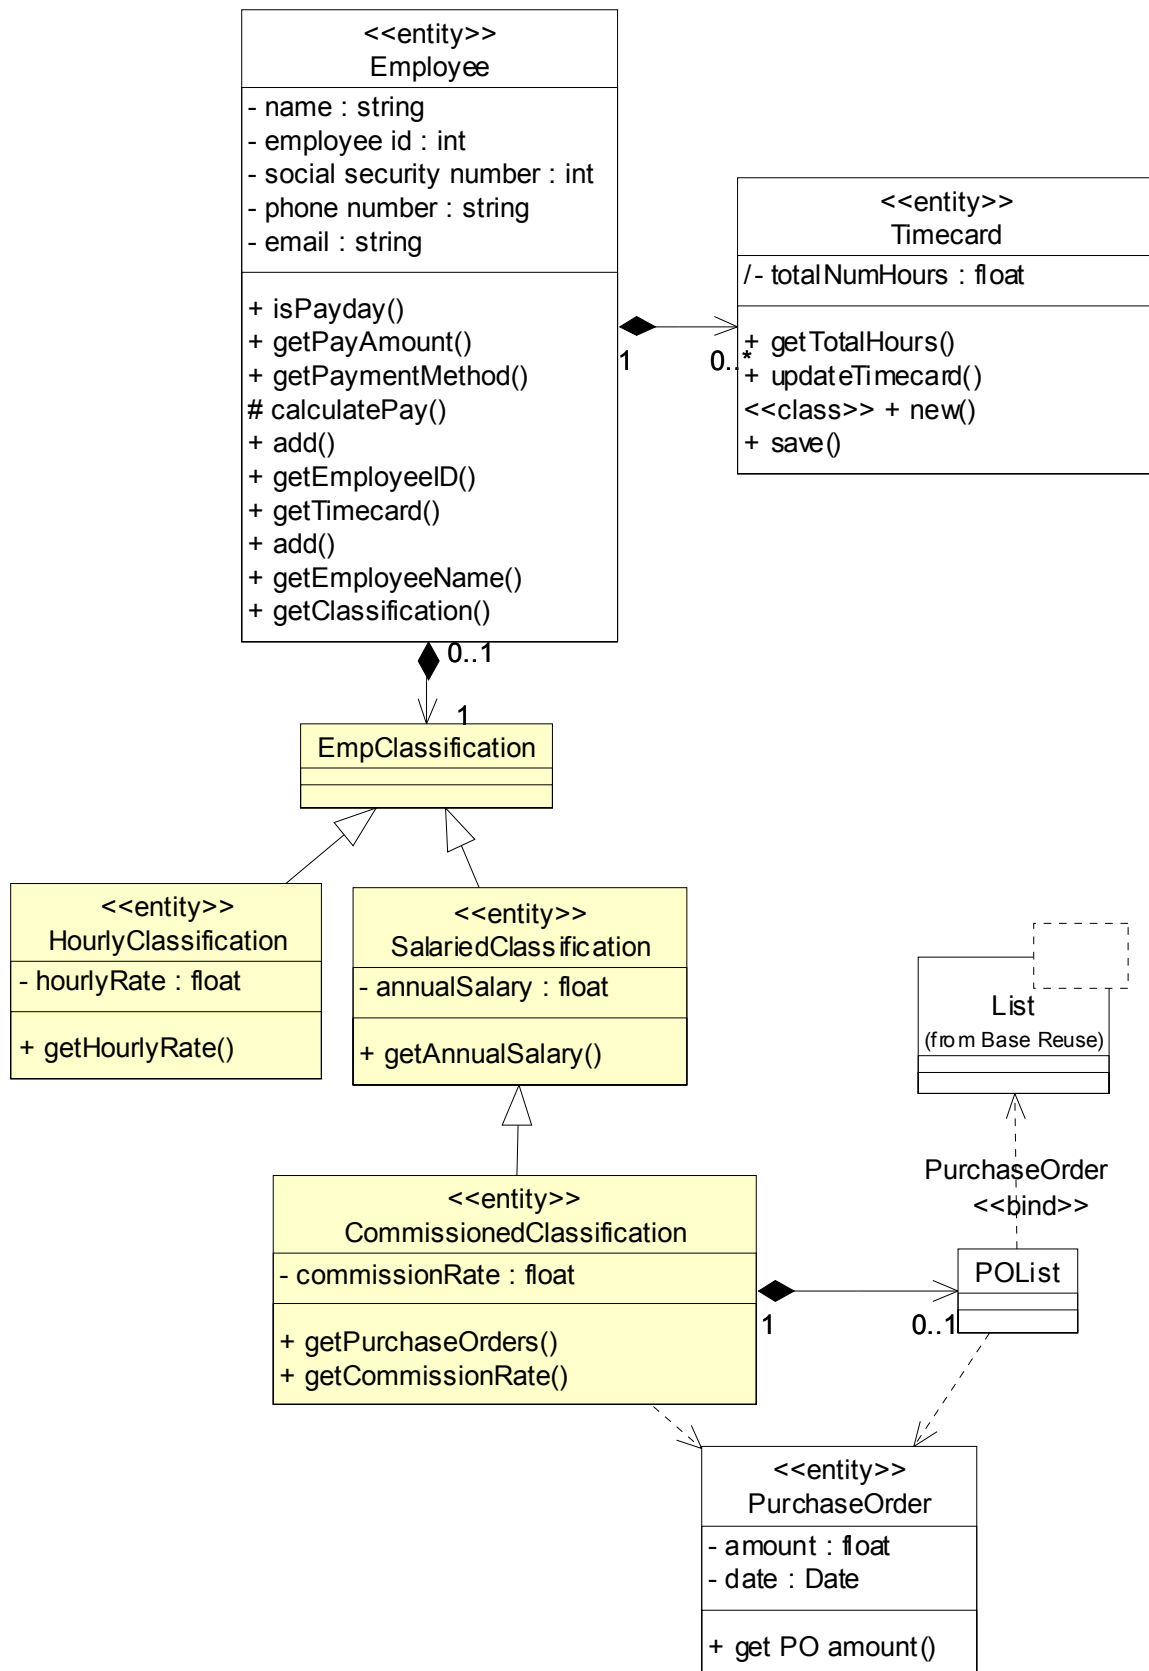 <<entity>>
Employee
- name : string
- employee id : int
- social security number : int
- phone number : string
- email : string
+ isPayday()
+ getPayAmount()
+ getPaymentMethod()
# calculatePay()
+ add()
+ getEmployeeID()
+ getTimecard()
+ add()
+ getEmployeeName()
+ getClassification()
<<entity>>
Timecard
/- totalNumHours : float
+ getTotalHours()
+ updateTimecard()
<<class>> + new()
+ save()
1
0..*
0..1
1
EmpClassification
<<entity>>
HourlyClassification
- hourlyRate : float
+ getHourlyRate()
<<entity>>
SalariedClassification
- annualSalary : float
+ getAnnualSalary()
List
(from Base Reuse)
PurchaseOrder
<<bind>>
<<entity>>
CommissionedClassification
- commissionRate : float
+ getPurchaseOrders()
+ getCommissionRate()
1
0..1
POList
<<entity>>
PurchaseOrder
- amount : float
- date : Date
+ get PO amount()